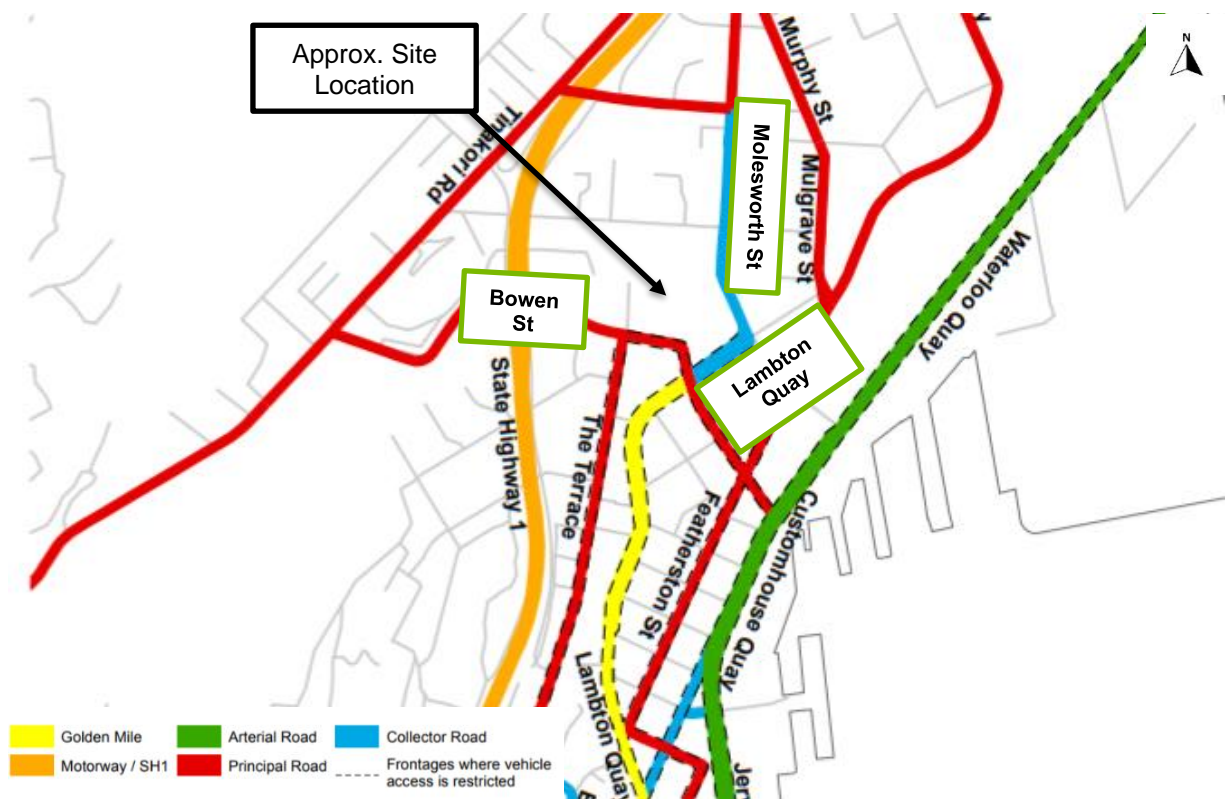 Approx. Site
Location
N
Murphy St
Tinakori Rd
Molesworth St
Mulgrave St
Waterloo Quay
Bowen
St
Lambton
Quay
State Highway 1
The Terrace
Featherston St
Customhouse Quay
Lambton Quay
Jer
Golden Mile
Arterial Road
Collector Road
Motorway / SH1
Principal Road
Frontages where vehicle
access is restricted